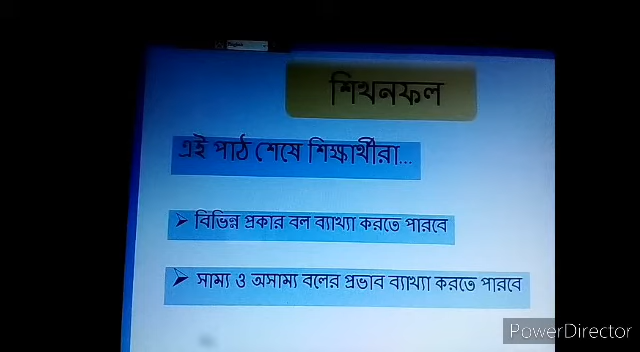 শিখনফল
এই পাঠ শেষে শিক্ষার্থীরা...
➢ বিভিন্ন প্রকার বল ব্যাখ্যা করতে পারবে
➢ সাম্য ও অসাম্য বলের প্রভাব ব্যাখ্যা করতে পারবে
PowerDirector